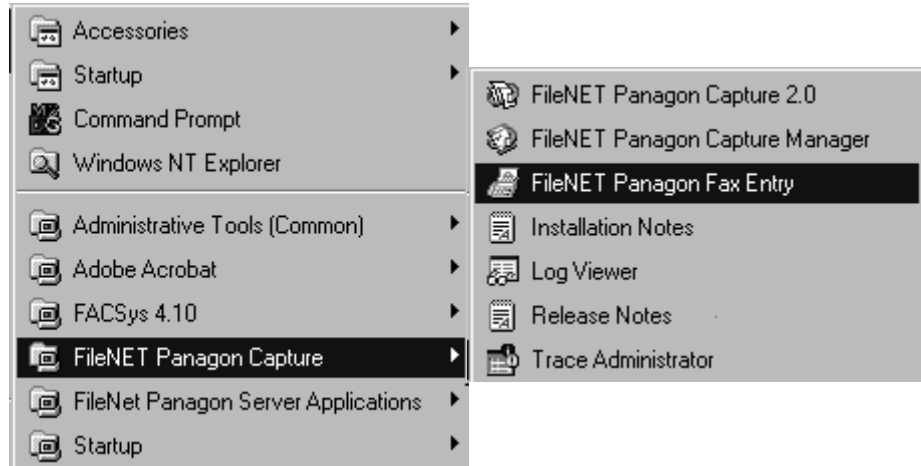 Accessories
Startup
Command Prompt
Windows NT Explorer
Administrative Tools (Common)
Adobe Acrobat
FACSys 4.10
FileNET Panagon Capture
FileNet Panagon Server Applications
Startup
FileNET Panagon Capture 2.0
FileNET Panagon Capture Manager
FileNET Panagon Fax Entry
Installation Notes
Log Viewer
Release Notes
Trace Administrator